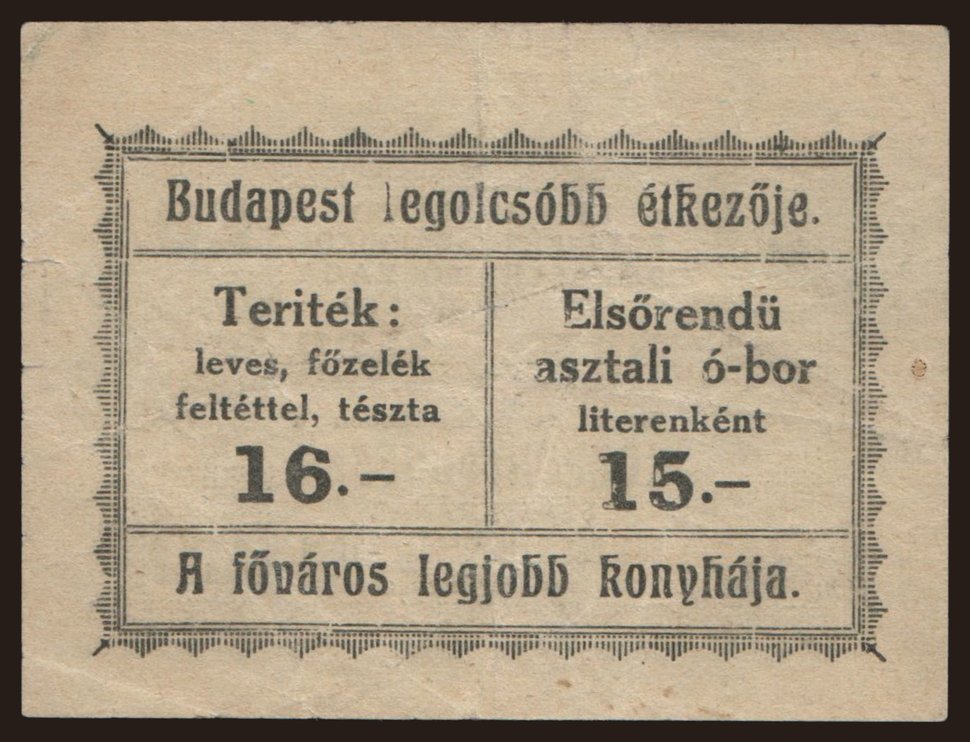 Budapest legolcsóbb étkezője.
Teriték:
leves, főzelék
feltéttel, tészta
16.–
Elsőrendü
asztali ó-bor
literenként
15.–
A főváros legjobb konyhája.